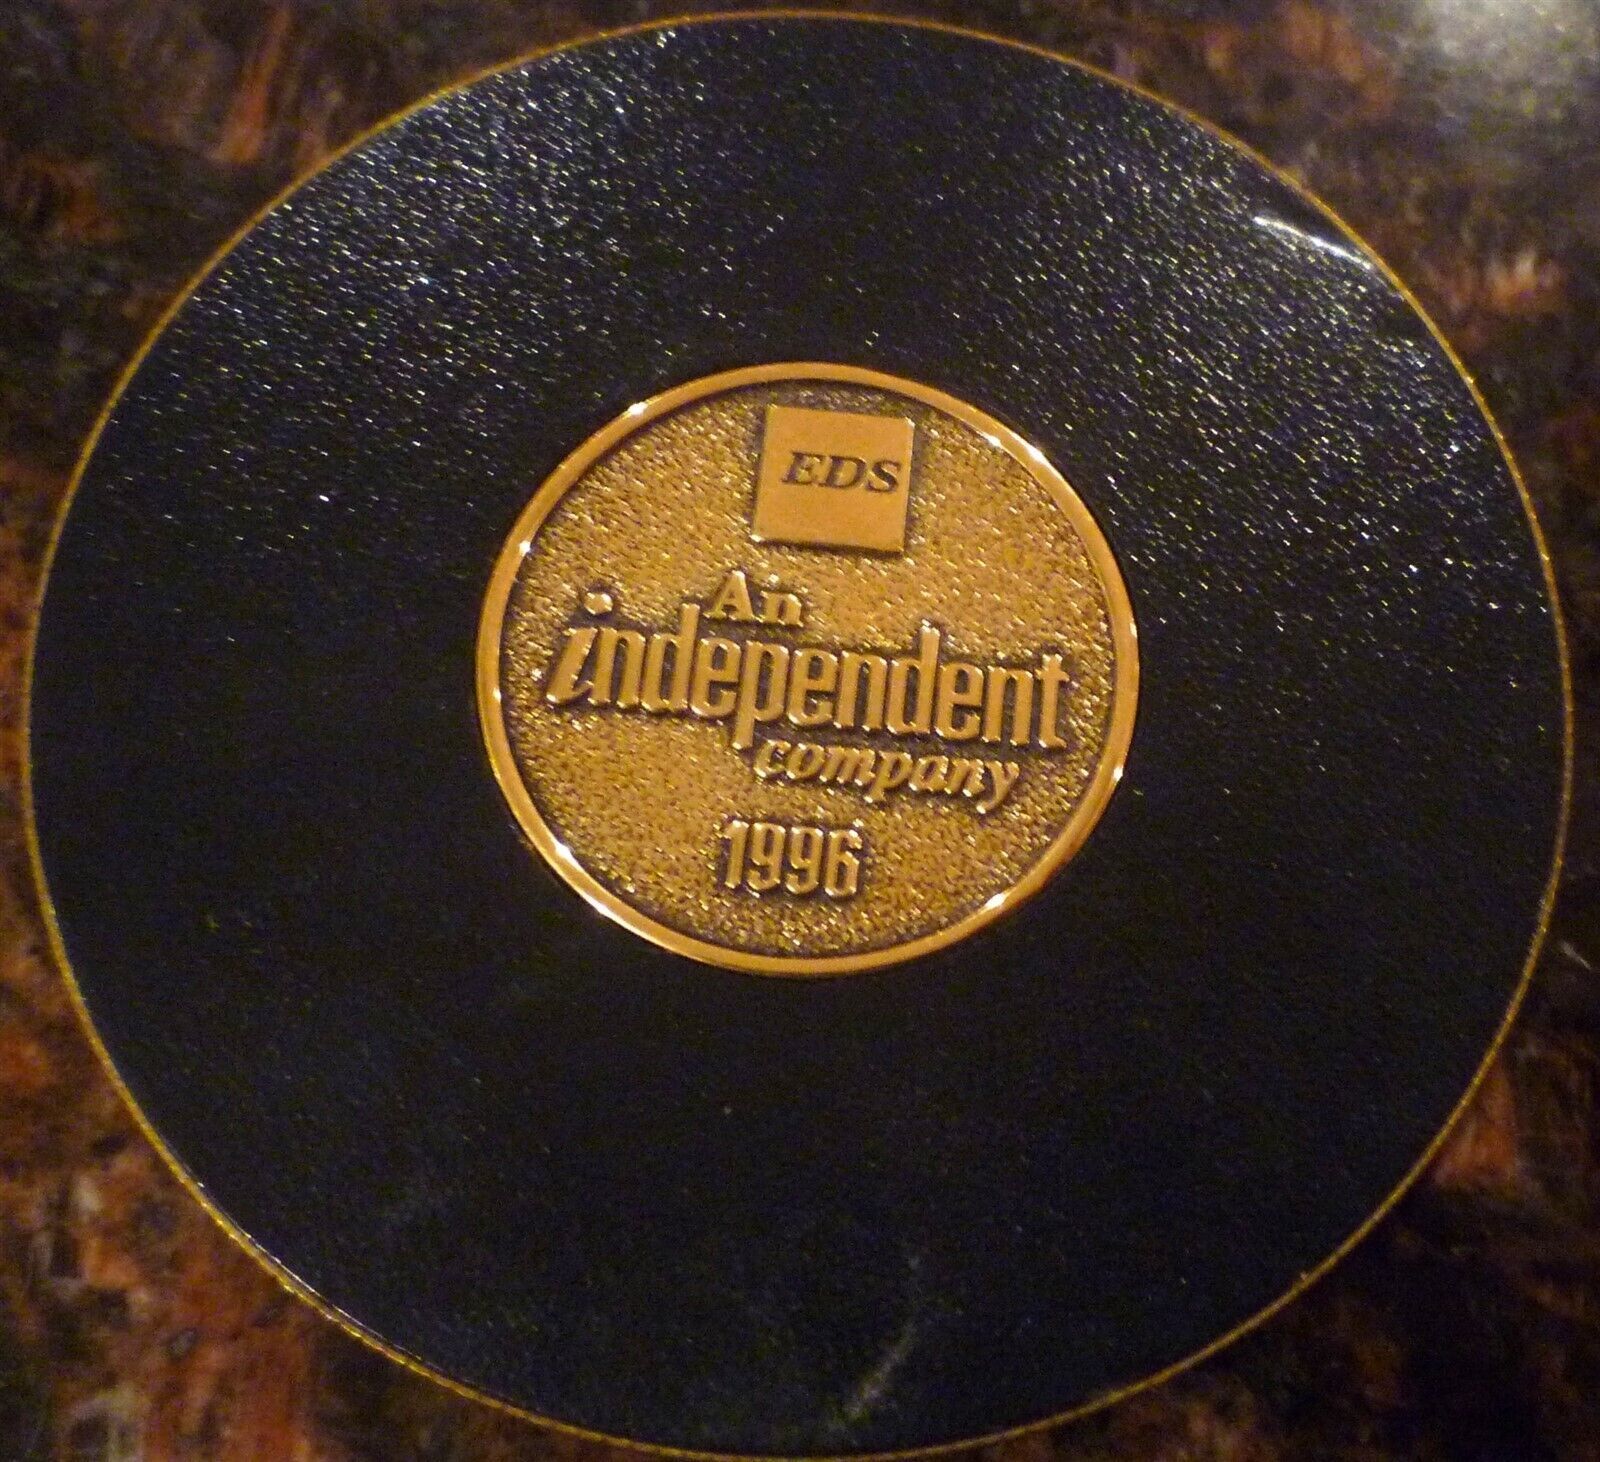 EDS
An
independent
company
1996